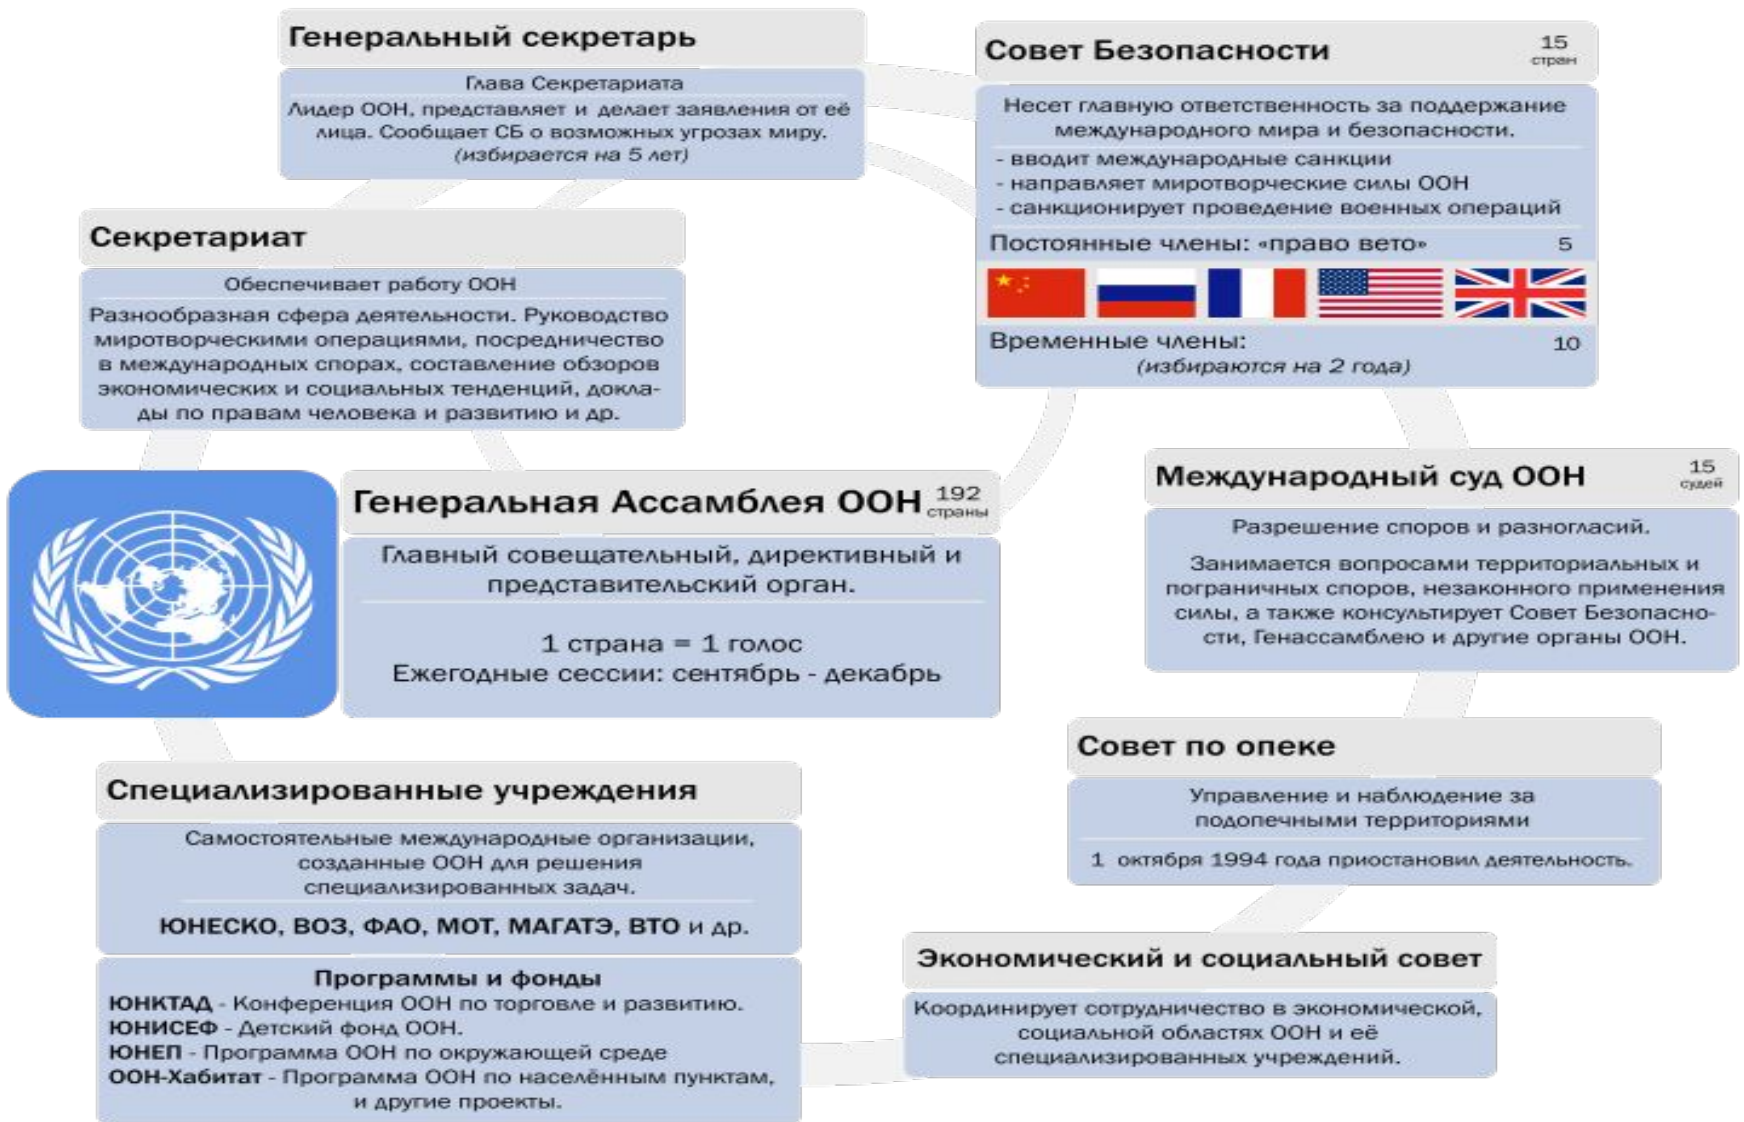 Генеральный секретарь
Глава Секретариата
Лидер ООН, представляет и делает заявления от её
лица. Сообщает СБ о возможных угрозах миру.
(избирается на 5 лет)
Совет Безопасности
15
стран
Несет главную ответственность за поддержание
международного мира и безопасности.
- вводит международные санкции
- направляет миротворческие силы ООН
- санкционирует проведение военных операций
Постоянные члены: «право вето» 5
Временные члены: 10
(избираются на 2 года)
Секретариат
Обеспечивает работу ООН
Разнообразная сфера деятельности. Руководство
миротворческими операциями, посредничество
в международных спорах, составление обзоров
экономических и социальных тенденций, докла-
ды по правам человека и развитию и др.
Генеральная Ассамблея ООН
192
страны
Главный совещательный, директивный и
представительский орган.
1 страна = 1 голос
Ежегодные сессии: сентябрь - декабрь
Международный суд ООН
15
судей
Разрешение споров и разногласий.
Занимается вопросами территориальных и
пограничных споров, незаконного применения
силы, а также консультирует Совет Безопасно-
сти, Генассамблею и другие органы ООН.
Совет по опеке
Управление и наблюдение за
подопечными территориями
1 октября 1994 года приостановил деятельность.
Специализированные учреждения
Самостоятельные международные организации,
созданные ООН для решения
специализированных задач.
ЮНЕСКО, ВОЗ, ФАО, МОТ, МАГАТЭ, ВТО и др.
Программы и фонды
ЮНКТАД - Конференция ООН по торговле и развитию.
ЮНИСЕФ - Детский фонд ООН.
ЮНЕП - Программа ООН по окружающей среде
ООН-Хабитат - Программа ООН по населённым пунктам,
и другие проекты.
Экономический и социальный совет
Координирует сотрудничество в экономической,
социальной областях ООН и её
специализированных учреждений.